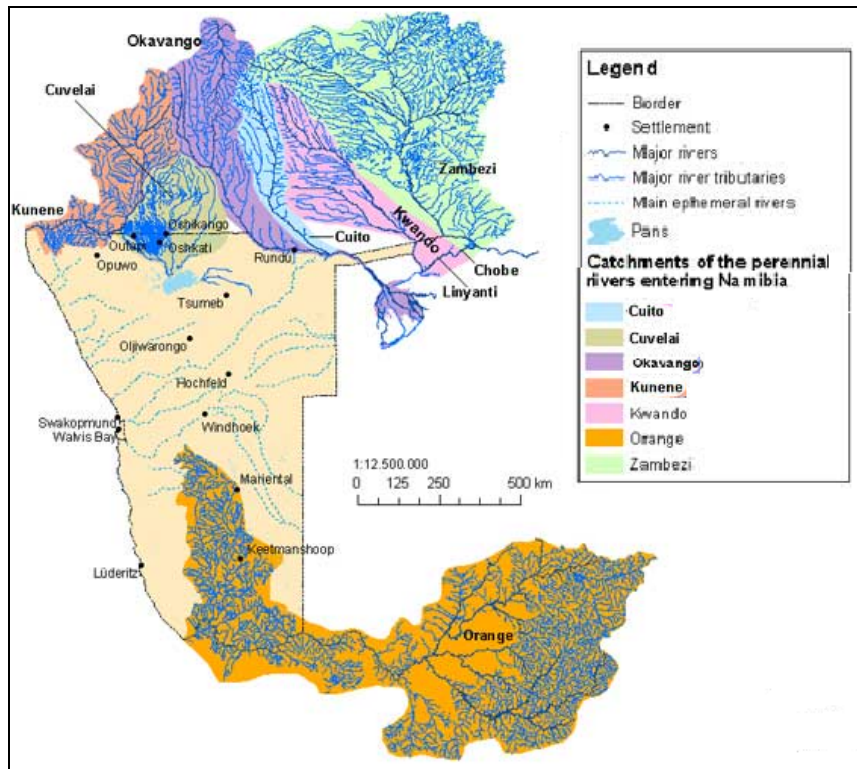 Okavango
Cuvelai
Zambezi
Kunene
Oshikango
Outapi
Oshkati
Opuwo
Rundu
Cuito
Kwando
Chobe
Linyanti
Tsumeb
Oljiwarongo
Hochfeld
Swakopmund
Walvis Bay
Windhoek
Mariental
Keetmanshoop
Lüderitz
Orange
1:12.500.000
0 125 250 500 km
Legend
Border
Settlement
Major rivers
Major river tributaries
Main ephemeral rivers
Pans
Catchments of the perennial
rivers entering Namibia
Cuito
Cuvelai
Okavango
Kunene
Kwando
Orange
Zambezi